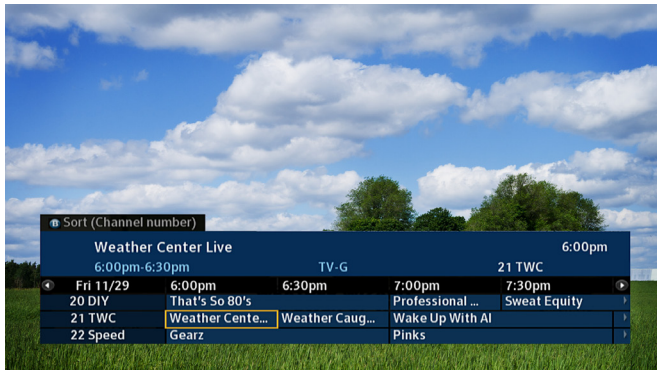 Sort (Channel number)
Weather Center Live 6:00pm
6:00pm-6:30pm TV-G 21 TWC
Fri 11/29 6:00pm 6:30pm 7:00pm 7:30pm
20 DIY That's So 80's Professional ... Sweat Equity
21 TWC Weather Cente... Weather Caug... Wake Up With Al
22 Speed Gearz Pinks